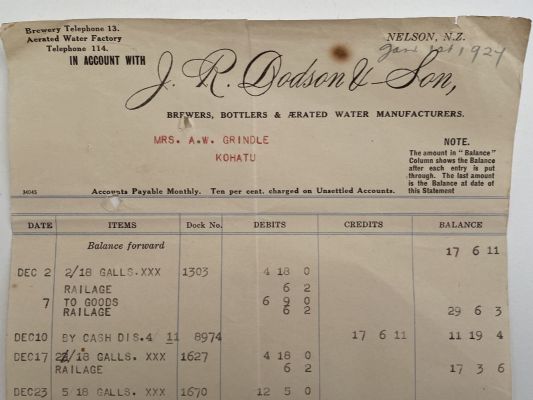 Brewery Telephone 13.
Aerated Water Factory
Telephone 114.
NELSON, N.Z.
Jan 1st 1924
IN ACCOUNT WITH
J. R. Dodson & Son,
BREWERS, BOTTLERS & ÆRATED WATER MANUFACTURERS.
MRS. A.W. GRINDLE
KOHATU
NOTE.
The amount in "Balance"
Column shows the Balance
after each entry is put
through. The last amount
is the Balance at date of
this Statement
Accounts Payable Monthly. Ten per cent. charged on Unsettled Accounts.
DATE ITEMS Dock No. DEBITS CREDITS BALANCE
Balance forward 17 6 11
DEC 2 2/18 GALLS.XXX 1303 4 18 0
RAILAGE 6 2
7 TO GOODS 6 9 0
RAILAGE 6 2 29 6 3
DEC10 BY CASH DIS.4 11 8974 17 6 11 11 19 4
DEC17 2/18 GALLS. XXX 1627 4 18 0
RAILAGE 6 2 17 3 6
DEC23 5/18 GALLS. XXX 1670 12 5 0